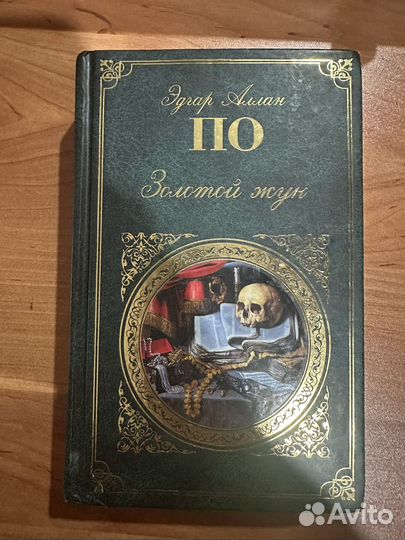 Эдгар Аллан
ПО
Золотой жук
Avito